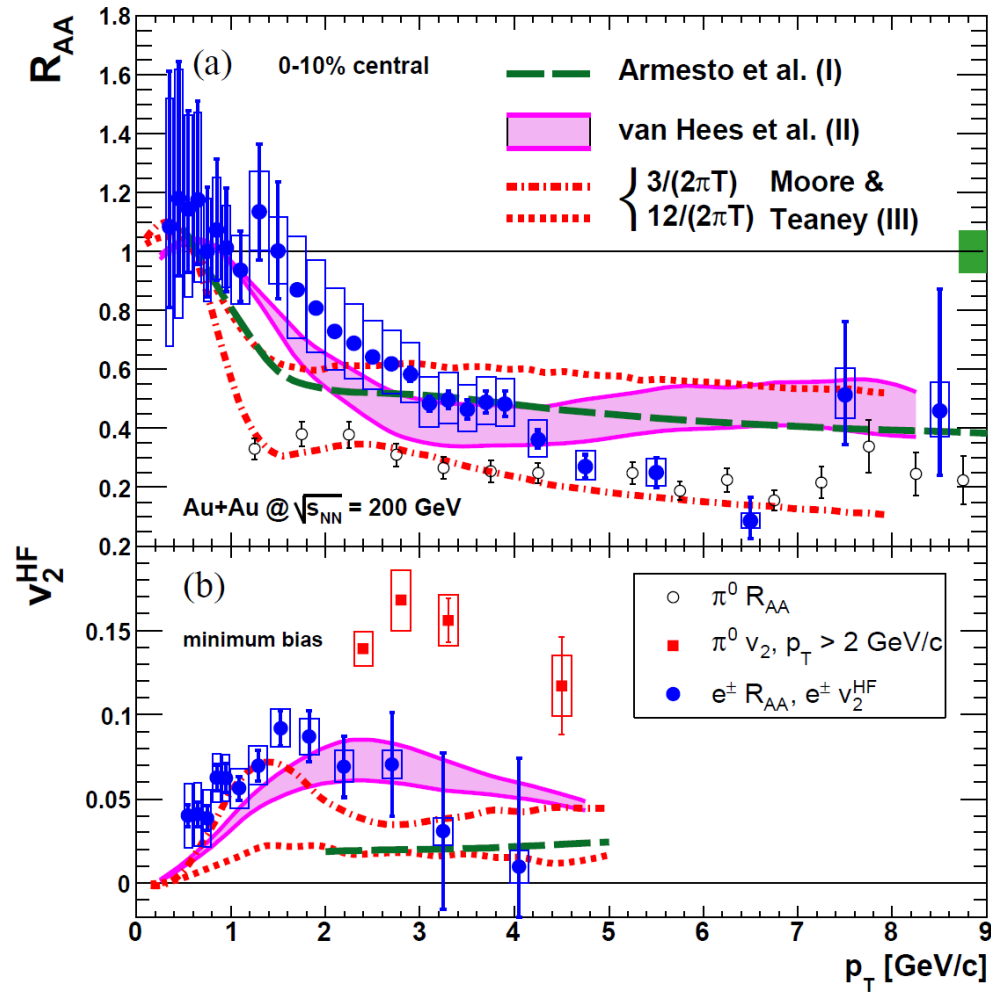 R_AA
(a)
0-10% central
Armesto et al. (I)
van Hees et al. (II)
3/(2πT)
12/(2πT)
Moore &
Teaney (III)
1.8
1.6
1.4
1.2
1
0.8
0.6
0.4
0.2
Au+Au @ √s_NN = 200 GeV
v_2^HF
(b)
minimum bias
π⁰ R_AA
π⁰ v_2, p_T > 2 GeV/c
e± R_AA, e± v_2^HF
0.2
0.15
0.1
0.05
0
0 1 2 3 4 5 6 7 8 9
p_T [GeV/c]